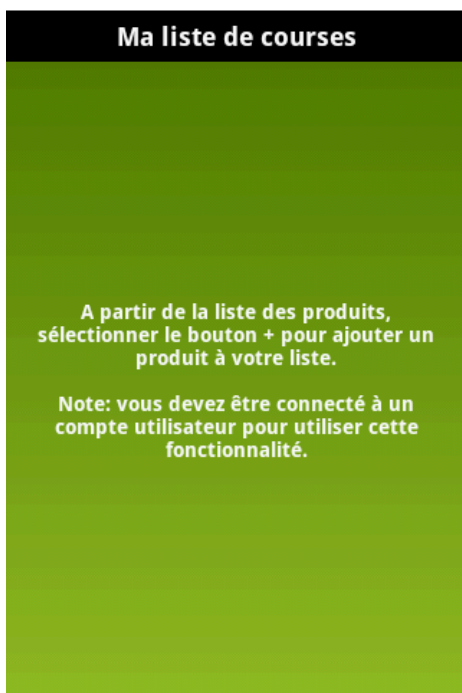 Ma liste de courses
A partir de la liste des produits,
sélectionner le bouton + pour ajouter un
produit à votre liste.
Note: vous devez être connecté à un
compte utilisateur pour utiliser cette
fonctionnalité.